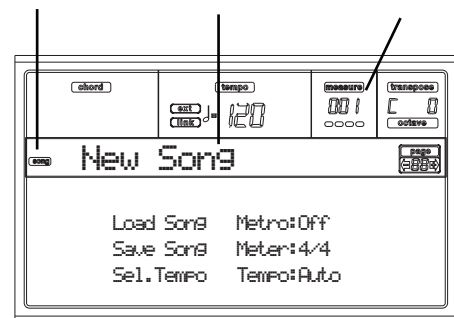 chord tempo measure transpose
ext link ♩= 120 001 C 0
octave
song New Song page
88
Load Song Metro:Off
Save Song Meter:4/4
Sel.Tempo Tempo:Auto